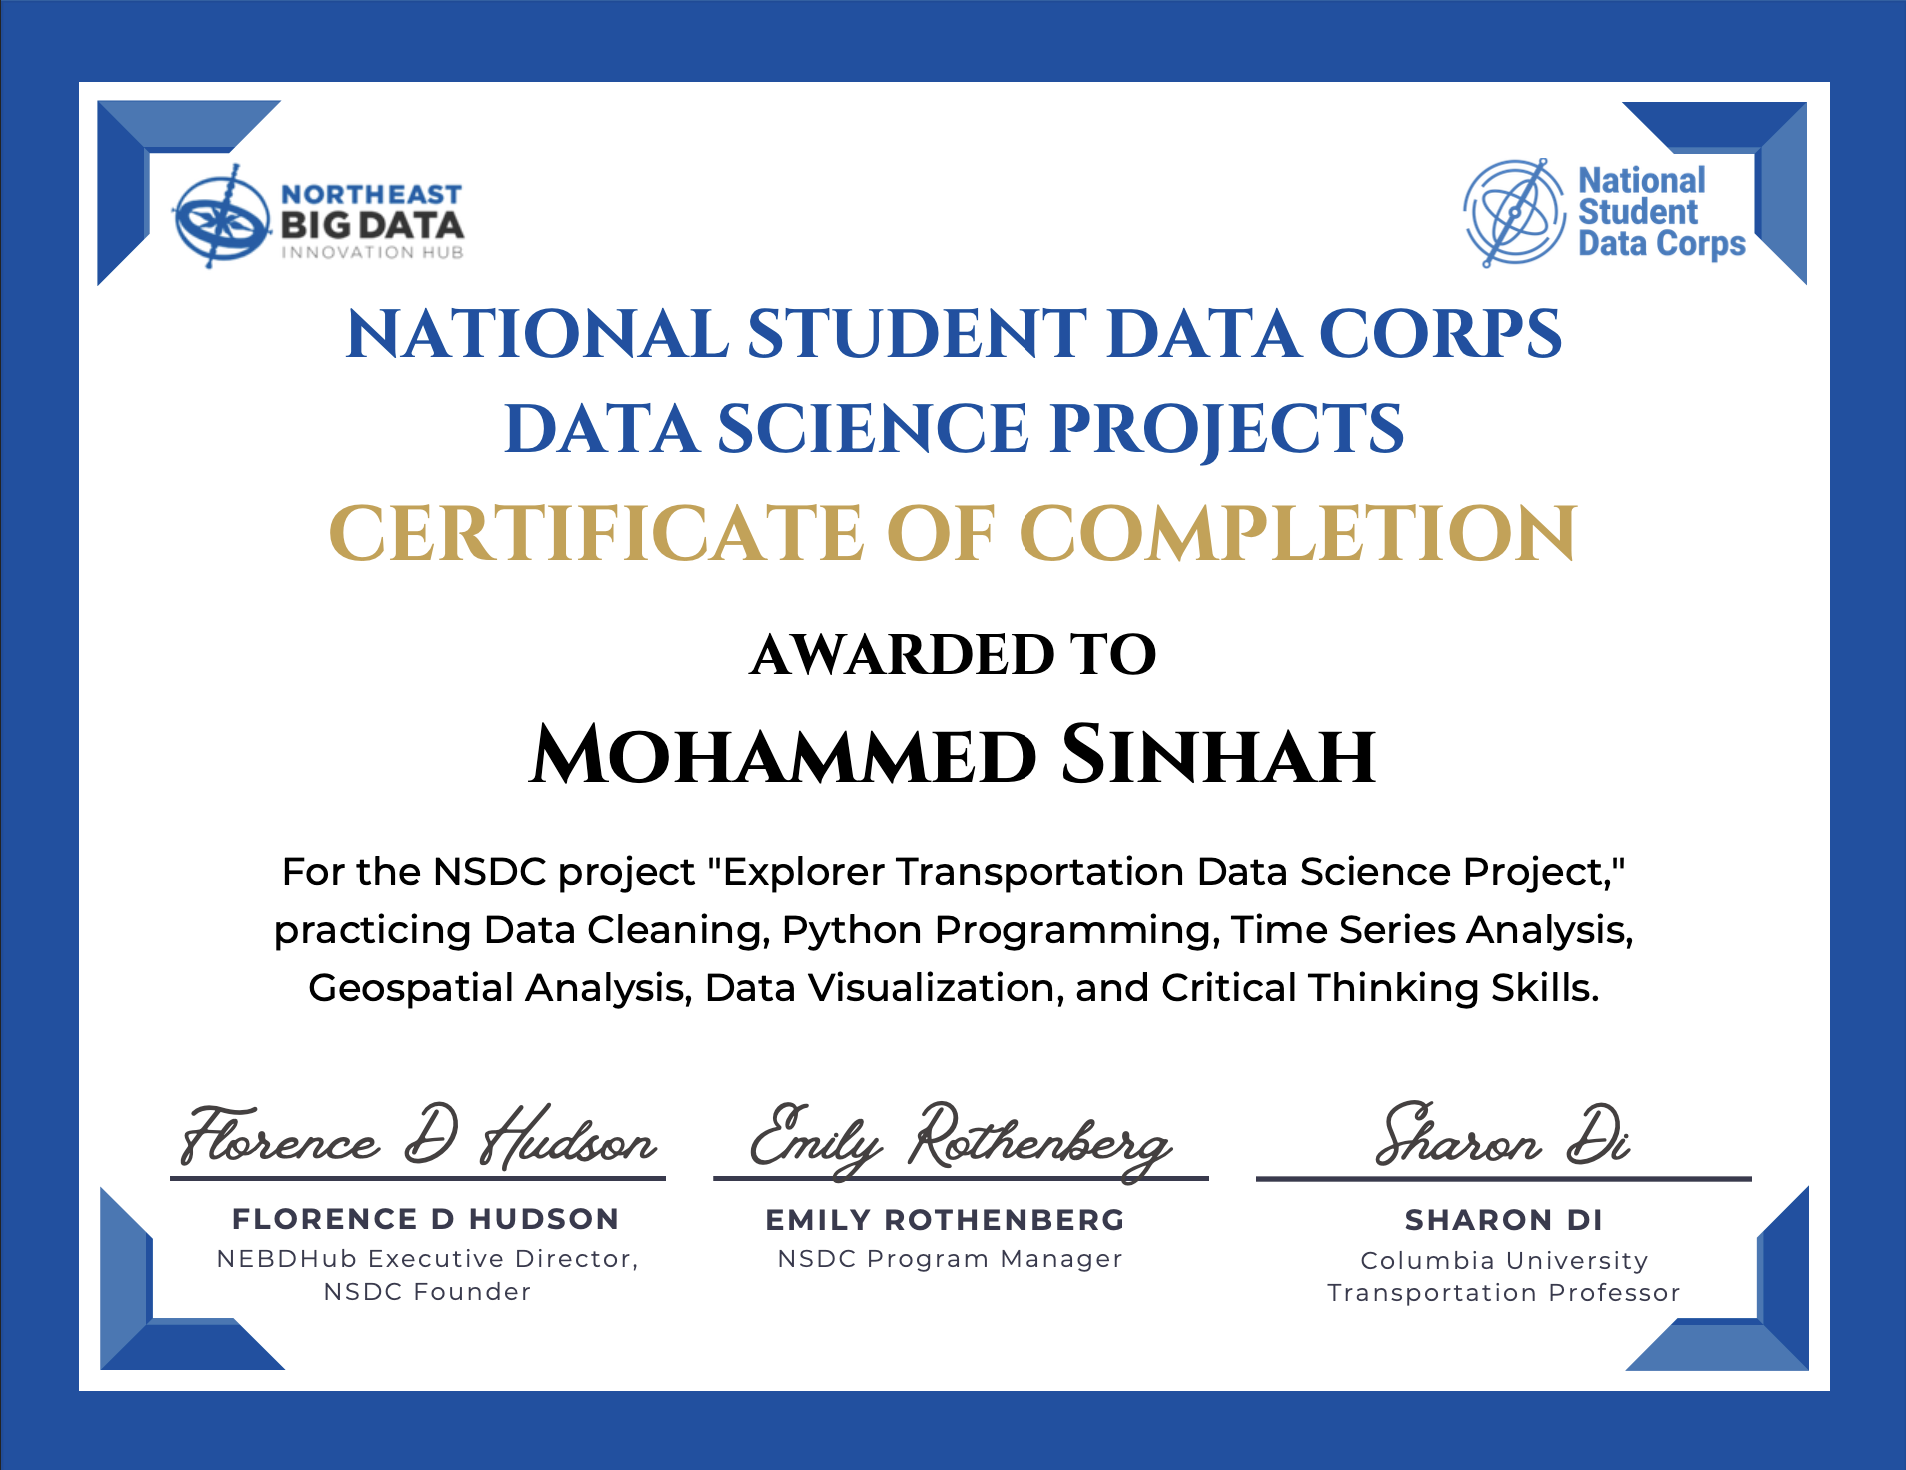 NORTHEAST
BIG DATA
INNOVATION HUB
National
Student
Data Corps
NATIONAL STUDENT DATA CORPS
DATA SCIENCE PROJECTS
CERTIFICATE OF COMPLETION
AWARDED TO
MOHAMMED SINHAH
For the NSDC project "Explorer Transportation Data Science Project,"
practicing Data Cleaning, Python Programming, Time Series Analysis,
Geospatial Analysis, Data Visualization, and Critical Thinking Skills.
Florence D Hudson
Emily Rothenberg
Sharon Di
FLORENCE D HUDSON
NEBDHub Executive Director,
NSDC Founder
EMILY ROTHENBERG
NSDC Program Manager
SHARON DI
Columbia University
Transportation Professor